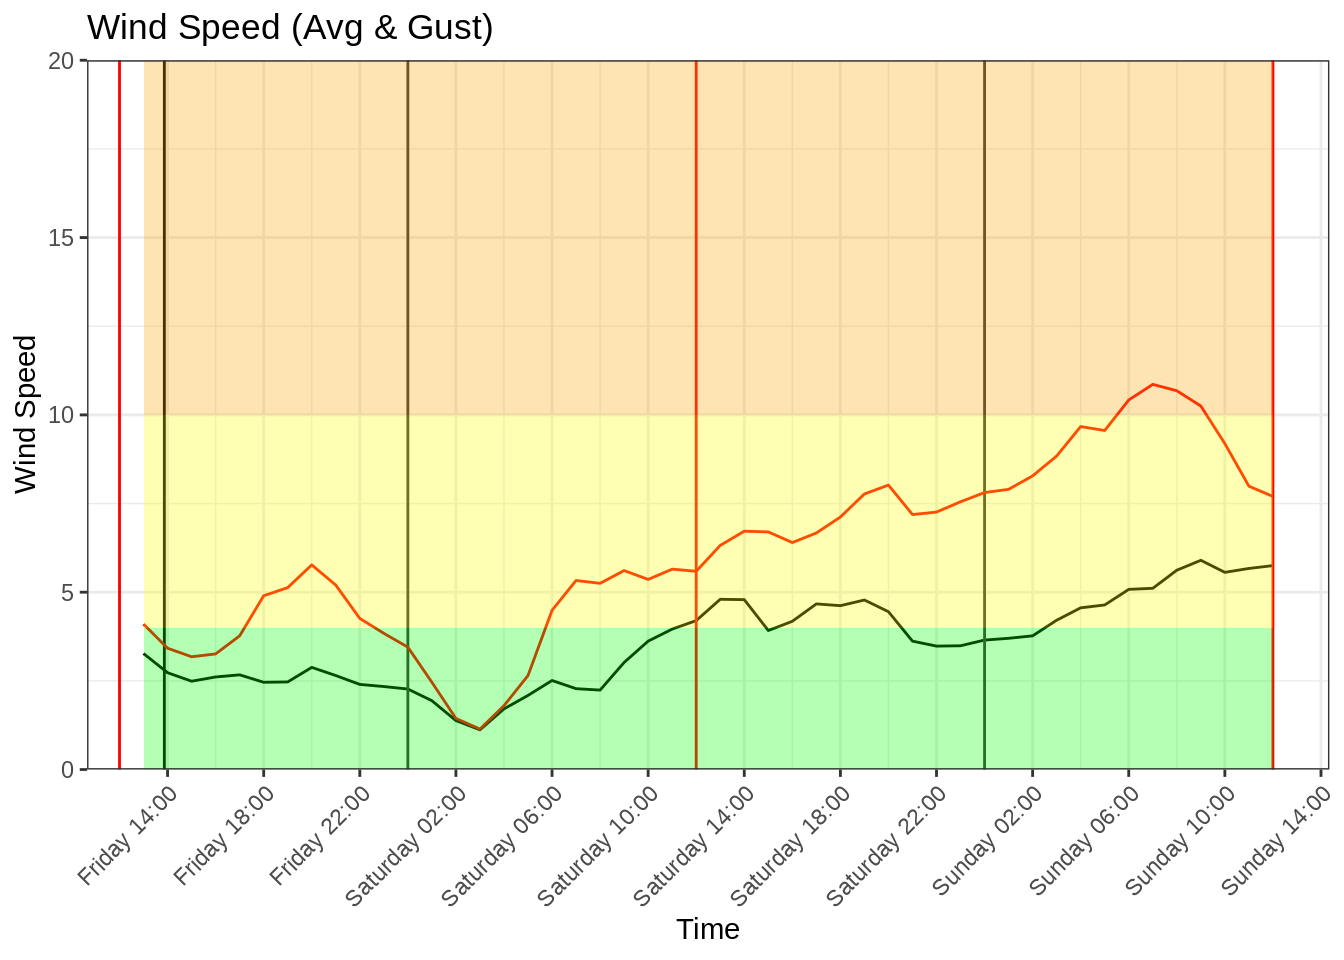 Wind Speed (Avg & Gust)
20
15
10
5
0
Wind Speed
Friday 14:00
Friday 18:00
Friday 22:00
Saturday 02:00
Saturday 06:00
Saturday 10:00
Saturday 14:00
Saturday 18:00
Saturday 22:00
Sunday 02:00
Sunday 06:00
Sunday 10:00
Sunday 14:00
Time